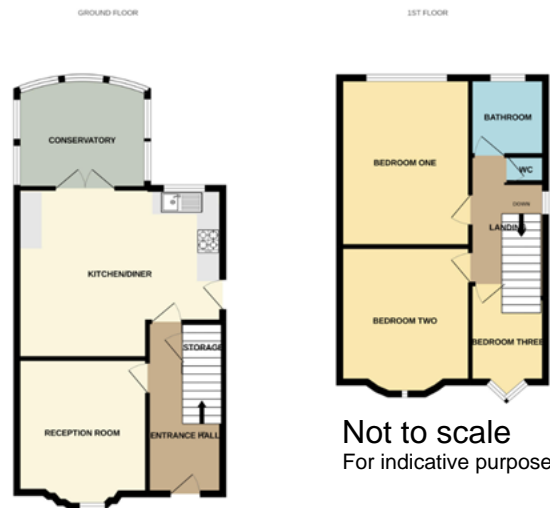 GROUND FLOOR
CONSERVATORY
KITCHEN/DINER
STORAGE
RECEPTION ROOM
ENTRANCE HALL
1ST FLOOR
BATHROOM
BEDROOM ONE
WC
DOWN
LANDING
BEDROOM TWO
BEDROOM THREE
Not to scale
For indicative purpose